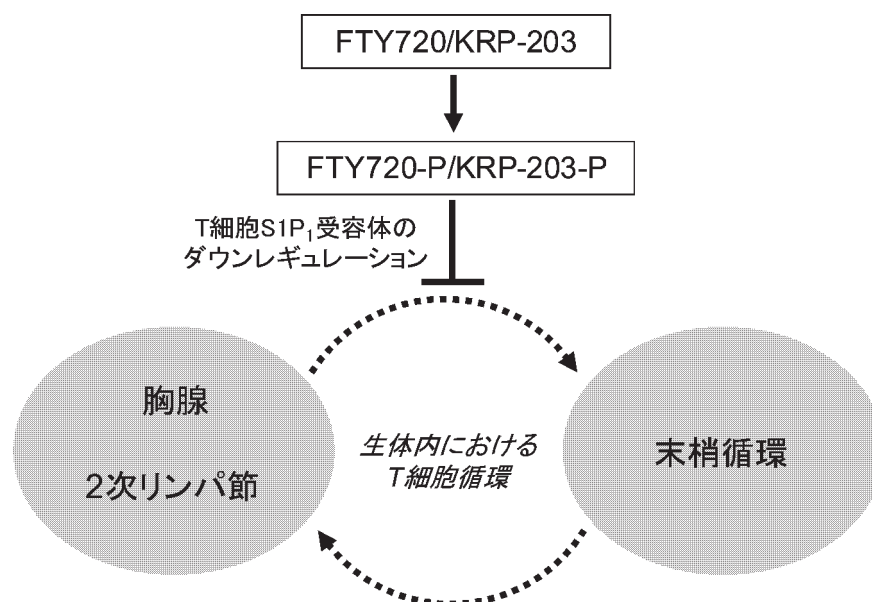 FTY720/KRP-203
FTY720-P/KRP-203-P
T細胞S1P₁受容体の
ダウンレギュレーション
胸腺
2次リンパ節
生体内における
T細胞循環
末梢循環